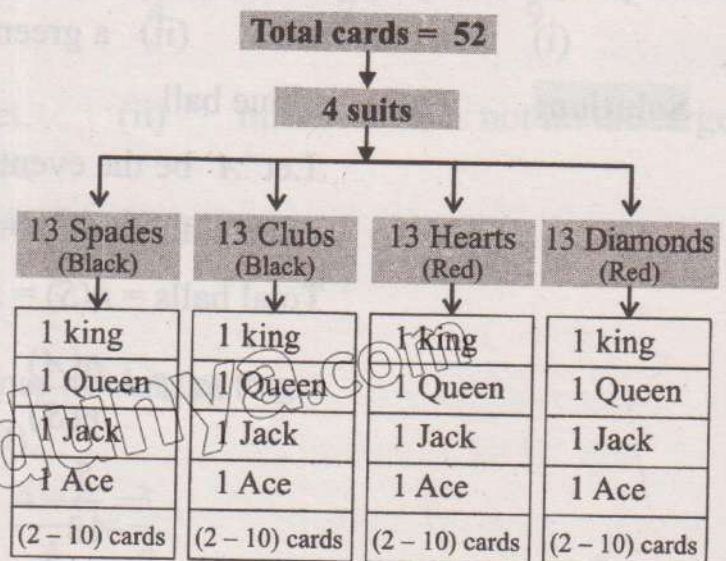 Total cards = 52
4 suits
13 Spades
(Black)
13 Clubs
(Black)
13 Hearts
(Red)
13 Diamonds
(Red)
1 king
1 Queen
1 Jack
1 Ace
(2 – 10) cards
1 king
1 Queen
1 Jack
1 Ace
(2 – 10) cards
1 king
1 Queen
1 Jack
1 Ace
(2 – 10) cards
1 king
1 Queen
1 Jack
1 Ace
(2 – 10) cards
dunya.com